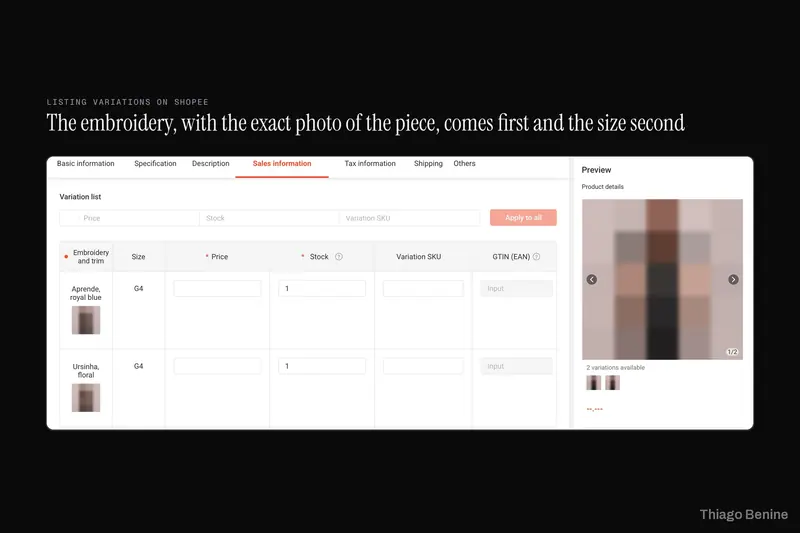 LISTING VARIATIONS ON SHOPEE
The embroidery, with the exact photo of the piece, comes first and the size second
Basic information Specification Description Sales information Tax information Shipping Others
Variation list
Price Stock Variation SKU Apply to all
Embroidery and trim Size * Price * Stock ? Variation SKU GTIN (EAN) ?
Aprende,
royal blue
G4 1 Input
Ursinha,
floral
G4 1 Input
Preview
Product details
1/2
2 variations available
--,---
Thiago Benine